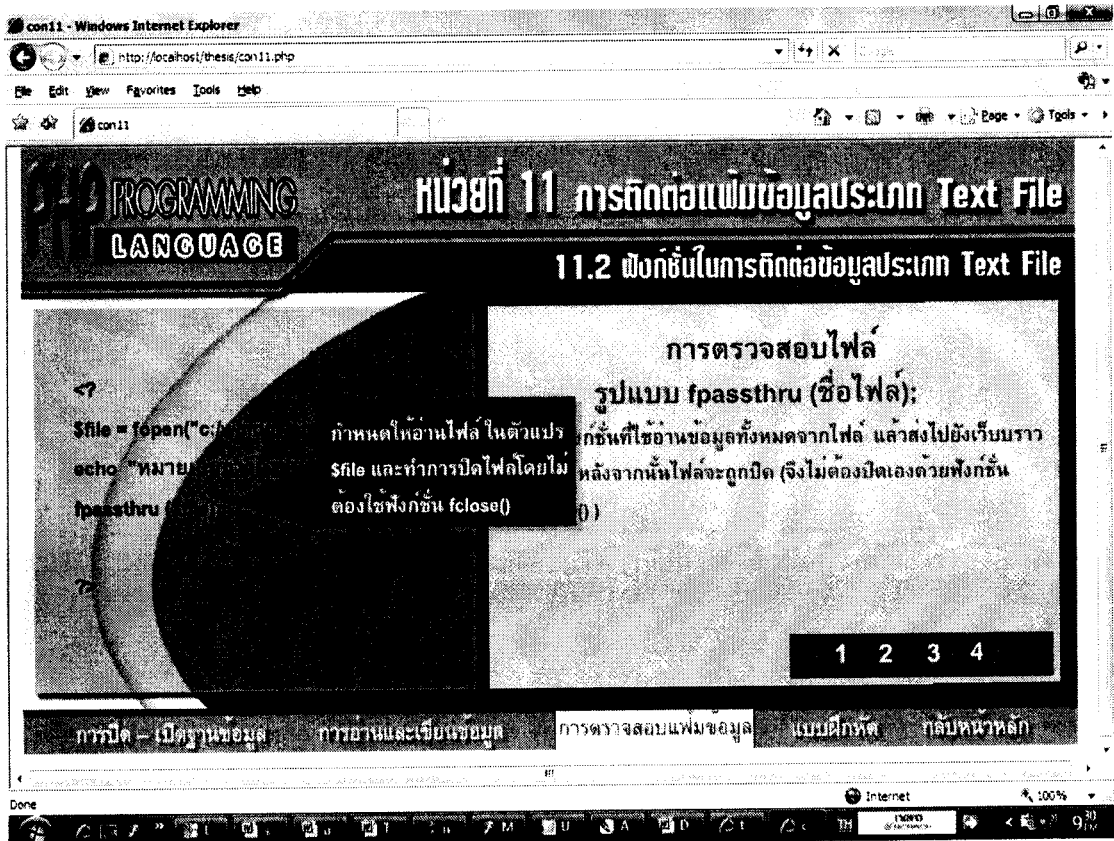 con11 - Windows Internet Explorer
http://localhost/thesis/con11.php
File Edit View Favorites Tools Help
con11
Page Tools
PHP PROGRAMMING
LANGUAGE
หน่วยที่ 11 การติดต่อแฟ้มข้อมูลประเภท Text File
11.2 ฟังก์ชั่นในการติดต่อข้อมูลประเภท Text File
การตรวจสอบไฟล์
รูปแบบ fpassthru (ชื่อไฟล์);
ก์ชั่นที่ใช้อ่านข้อมูลทั้งหมดจากไฟล์ แล้วส่งไปยังเว็บบราว
หลังจากนั้นไฟล์จะถูกปิด (จึงไม่ต้องปิดเองด้วยฟังก์ชั่น
() )
<?
$file = fopen("c:/
echo "หมาย
fpassthru (
?>
กำหนดให้อ่านไฟล์ ในตัวแปร
$file และทำการปิดไฟล์โดยไม่
ต้องใช้ฟังก์ชั่น fclose()
1 2 3 4
การปิด – เปิดฐานข้อมูล การอ่านและเขียนข้อมูล การตรวจสอบแฟ้มข้อมูล แบบฝึกหัด กลับหน้าหลัก
Done Internet 100%
TH